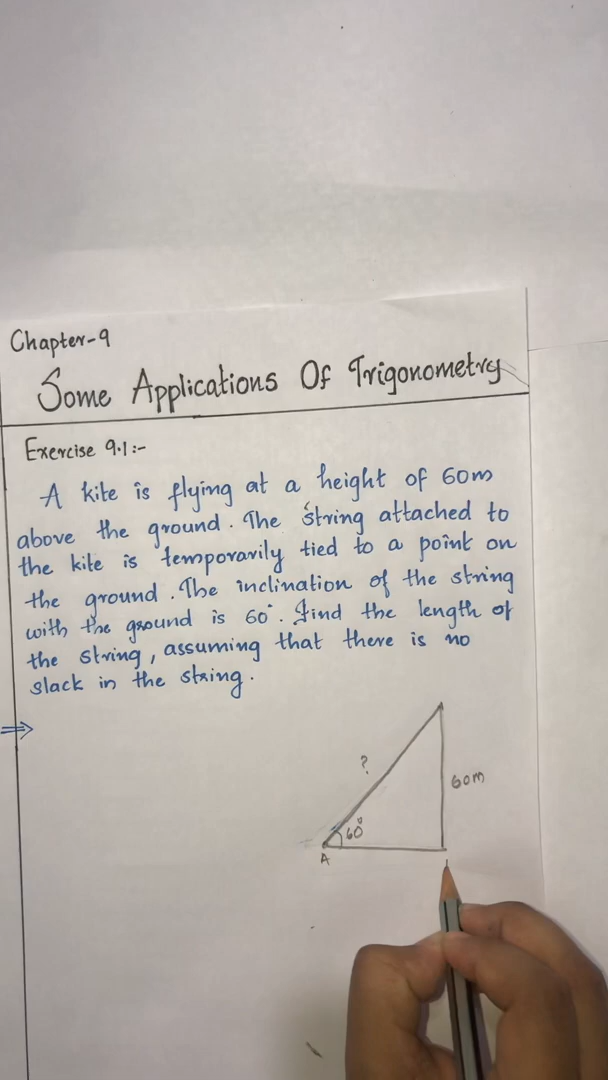 Chapter-9
Some Applications Of Trigonometry
Exercise 9.1:-
A kite is flying at a height of 60m
above the ground. The string attached to
the kite is temporarily tied to a point on
the ground. The inclination of the string
with the ground is 60°. Find the length of
the string, assuming that there is no
slack in the string.
⇒
?
60m
60°
A